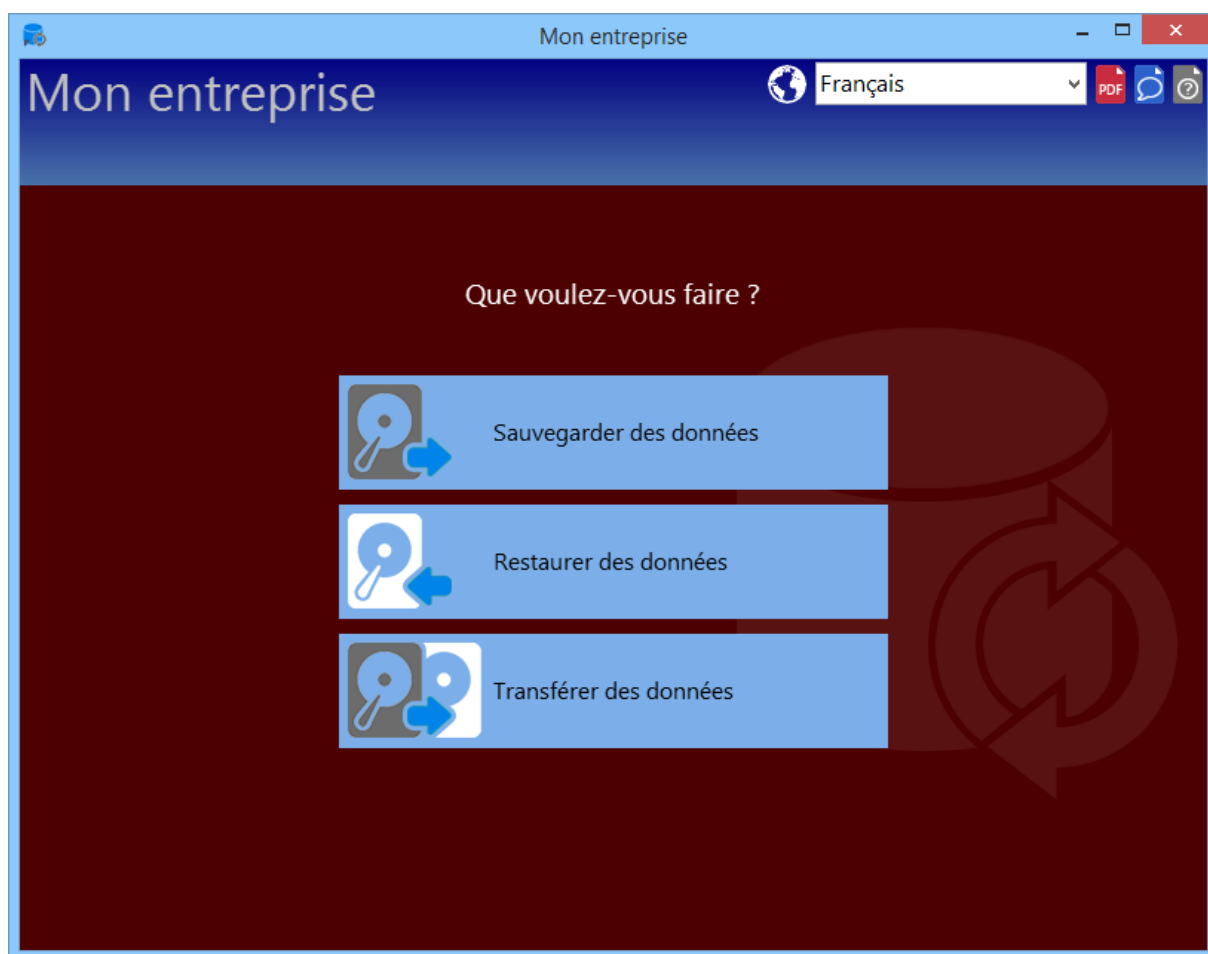 Mon entreprise
Mon entreprise
Français
PDF
?
Que voulez-vous faire ?
Sauvegarder des données
Restaurer des données
Transférer des données